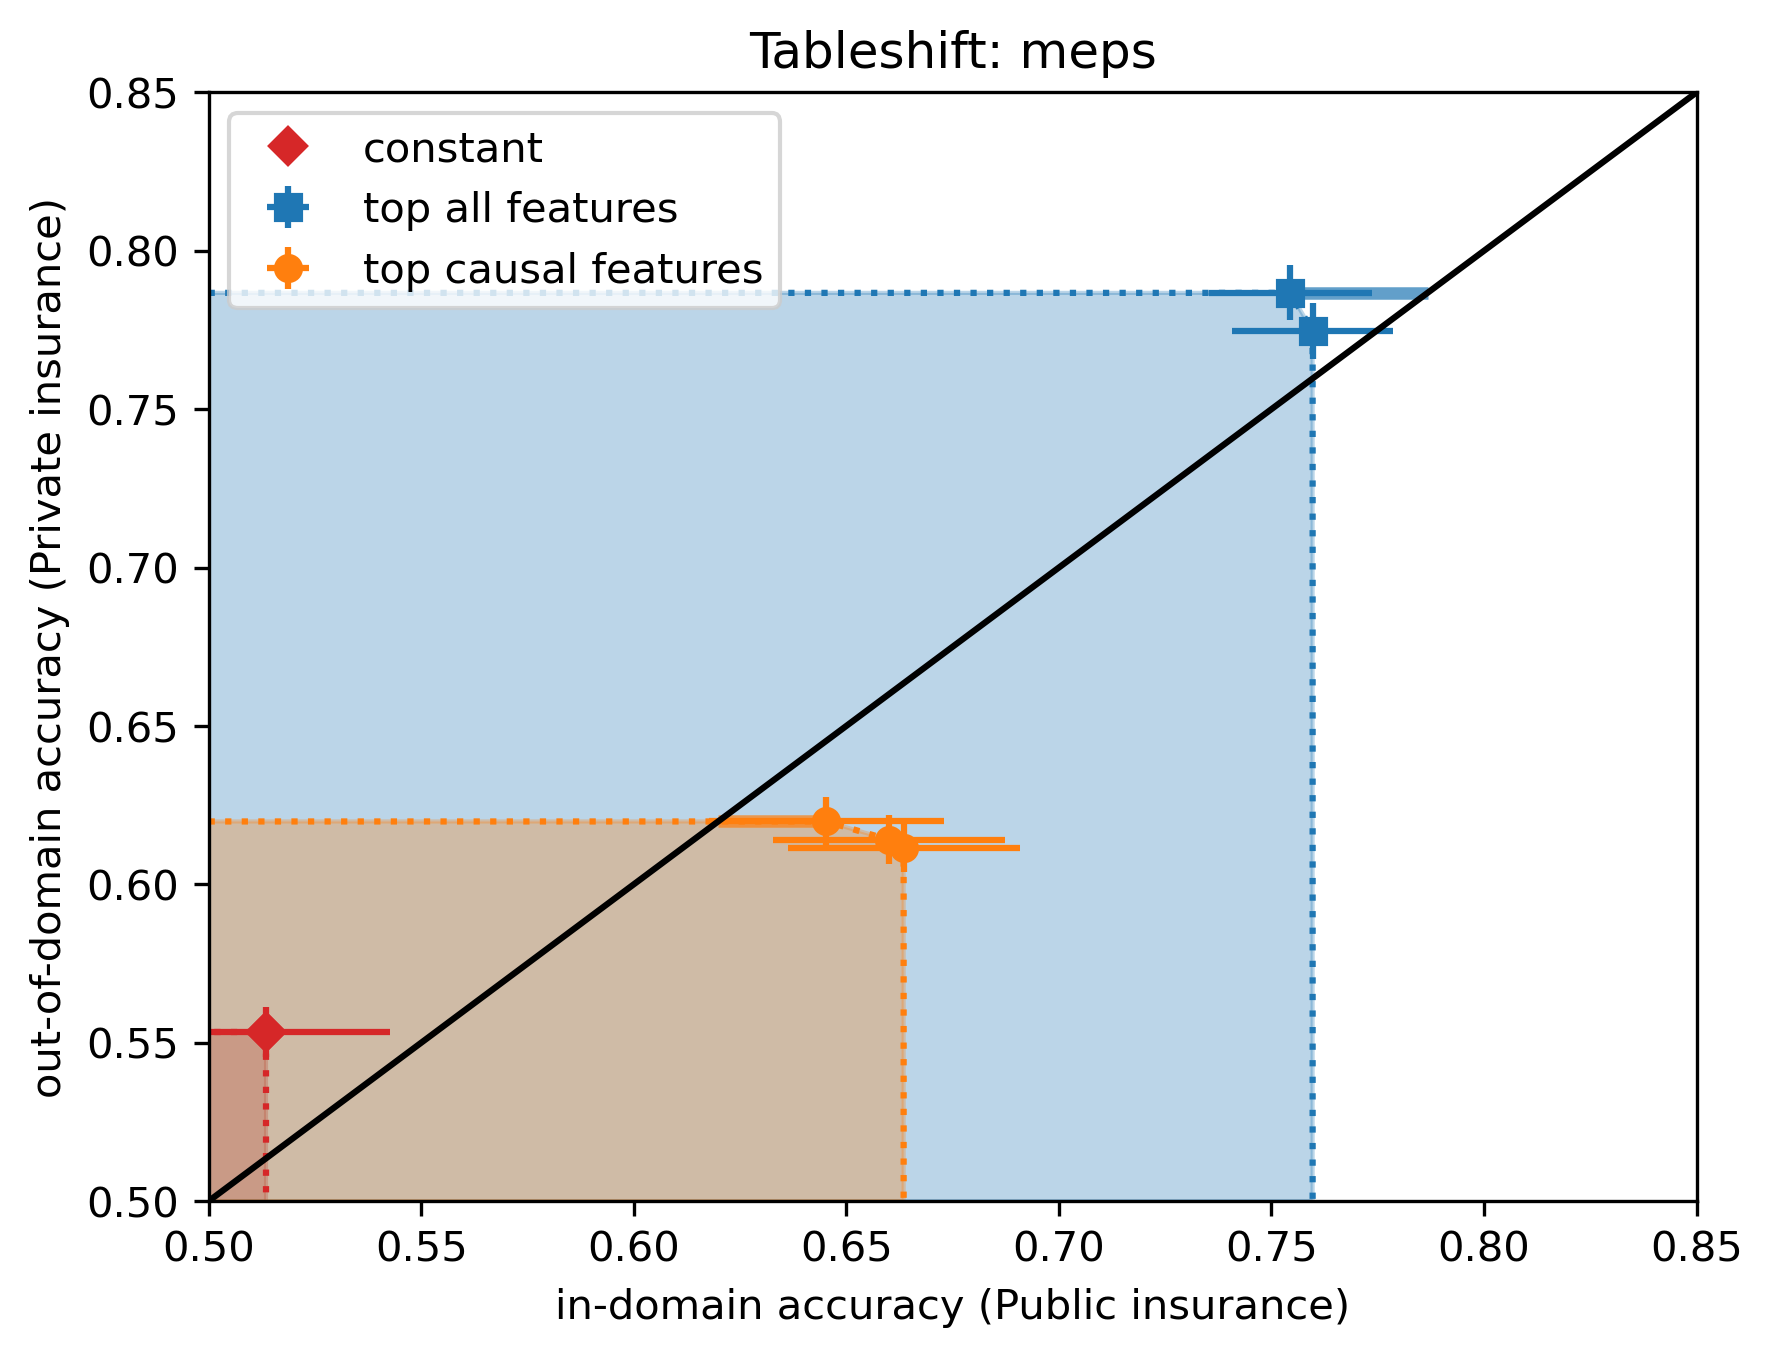 Tableshift: meps
constant
top all features
top causal features
out-of-domain accuracy (Private insurance)
0.85
0.80
0.75
0.70
0.65
0.60
0.55
0.50
0.50 0.55 0.60 0.65 0.70 0.75 0.80 0.85
in-domain accuracy (Public insurance)